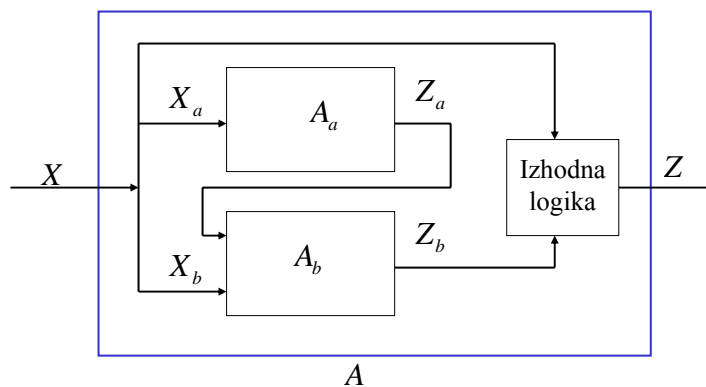 X_a
A_a
Z_a
X
Izhodna
logika
Z
X_b
A_b
Z_b
A